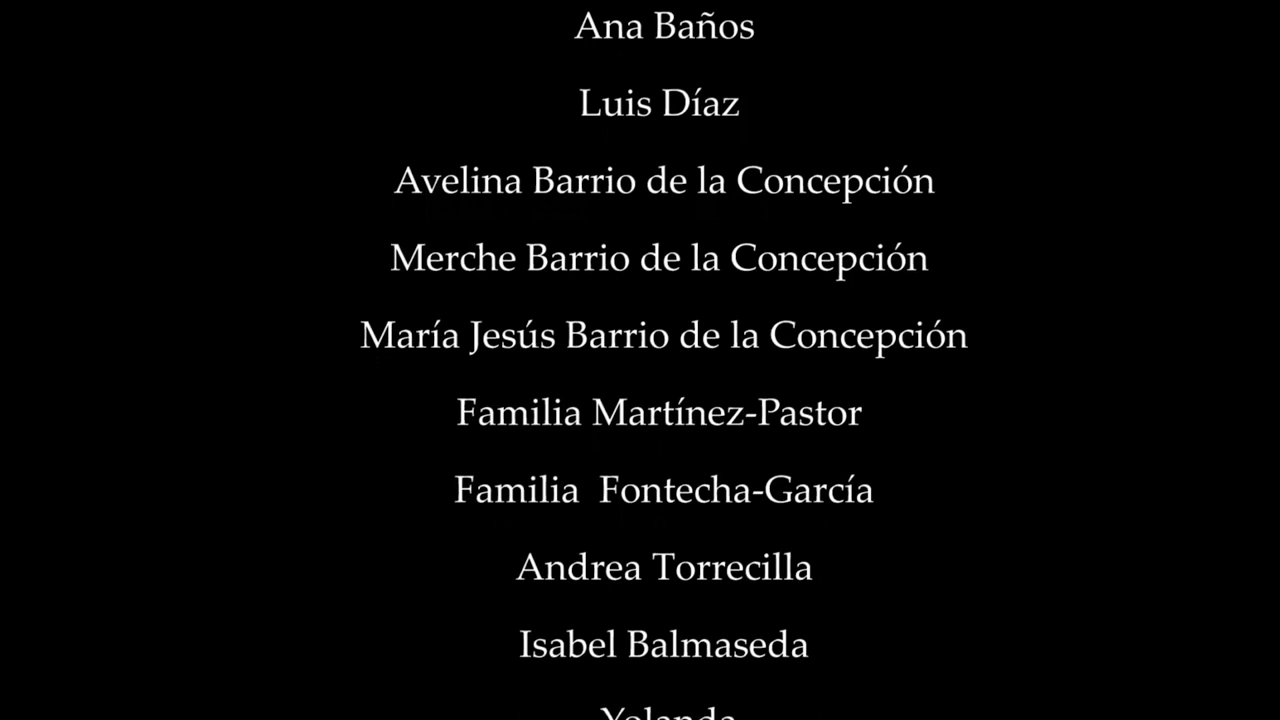 Ana Baños
Luis Díaz
Avelina Barrio de la Concepción
Merche Barrio de la Concepción
María Jesús Barrio de la Concepción
Familia Martínez-Pastor
Familia  Fontecha-García
Andrea Torrecilla
Isabel Balmaseda
Yolanda